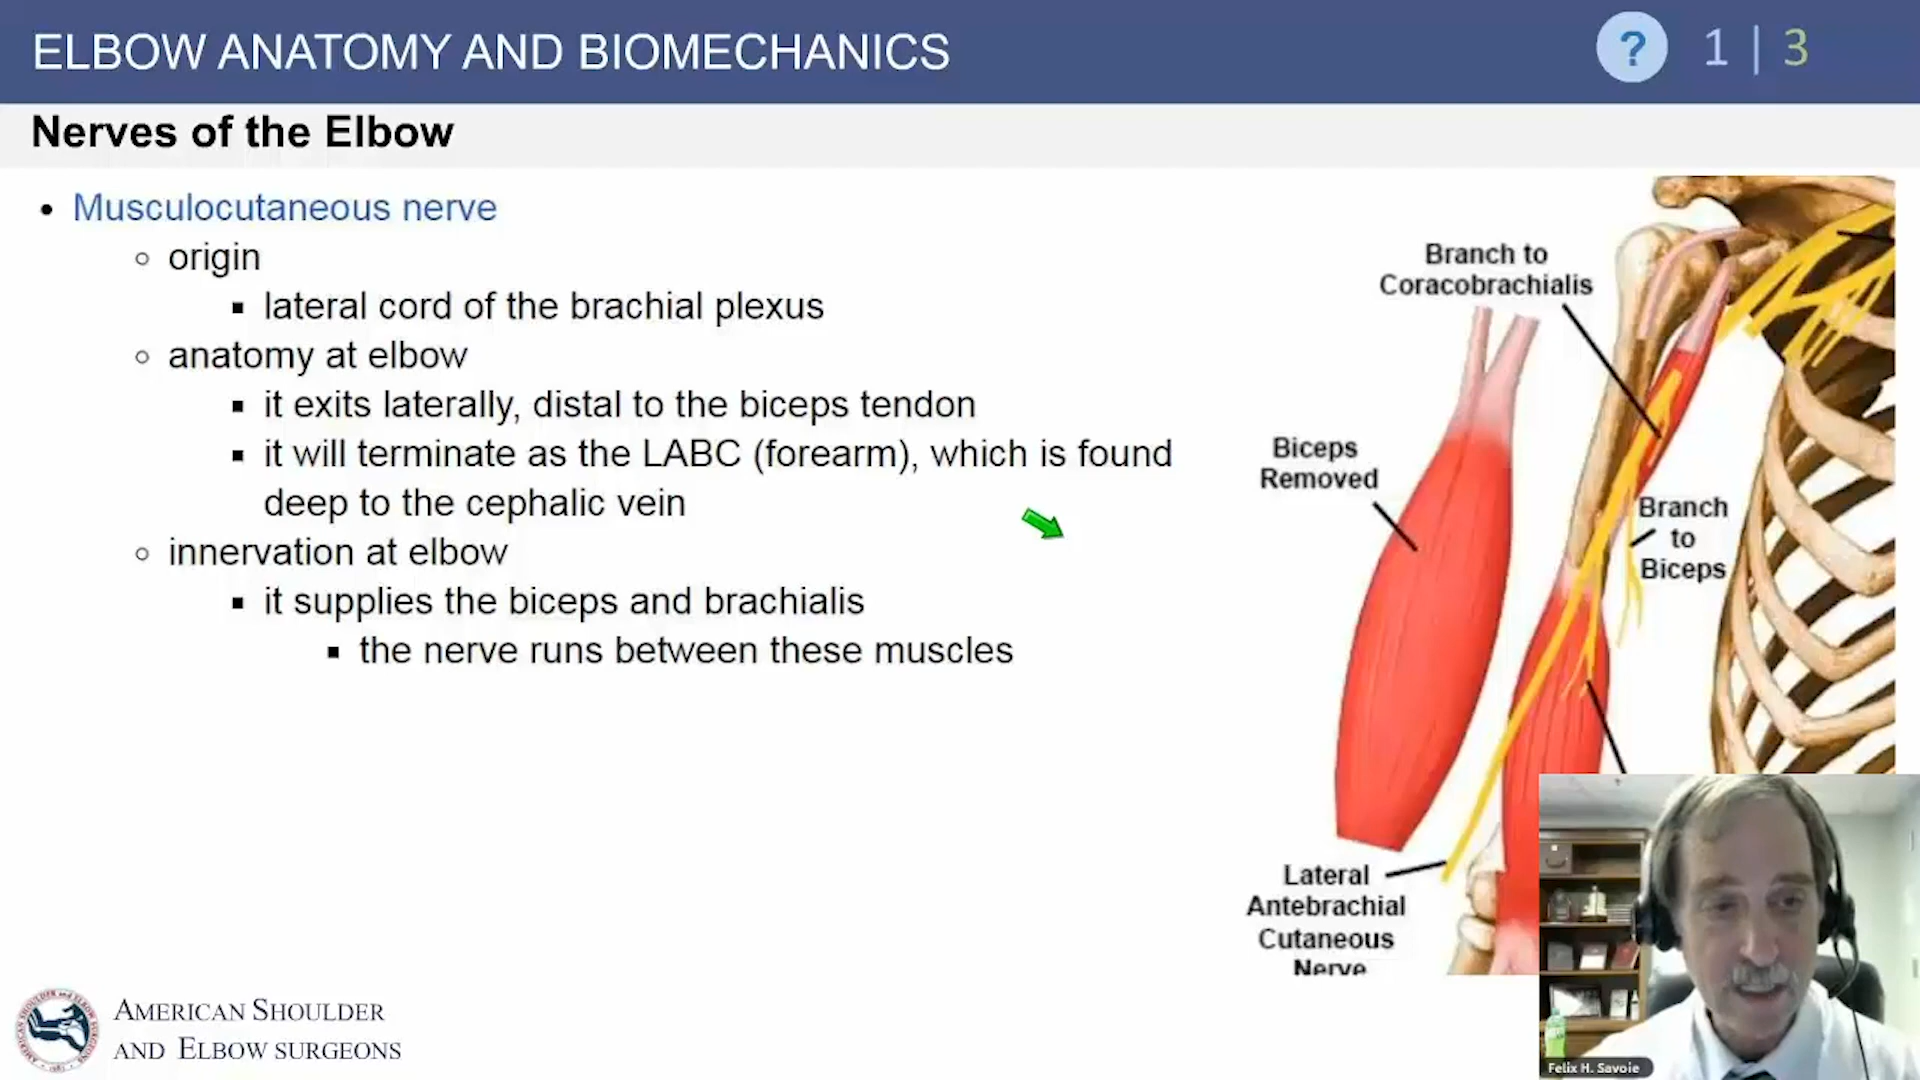 ELBOW ANATOMY AND BIOMECHANICS
? 1 | 3
Nerves of the Elbow
• Musculocutaneous nerve
origin
lateral cord of the brachial plexus
anatomy at elbow
it exits laterally, distal to the biceps tendon
it will terminate as the LABC (forearm), which is found
deep to the cephalic vein
innervation at elbow
it supplies the biceps and brachialis
the nerve runs between these muscles
Branch to
Coracobrachialis
Biceps
Removed
Branch
to
Biceps
Lateral
Antebrachial
Cutaneous
Nerve
AMERICAN SHOULDER
AND ELBOW SURGEONS
Felix H. Savoie